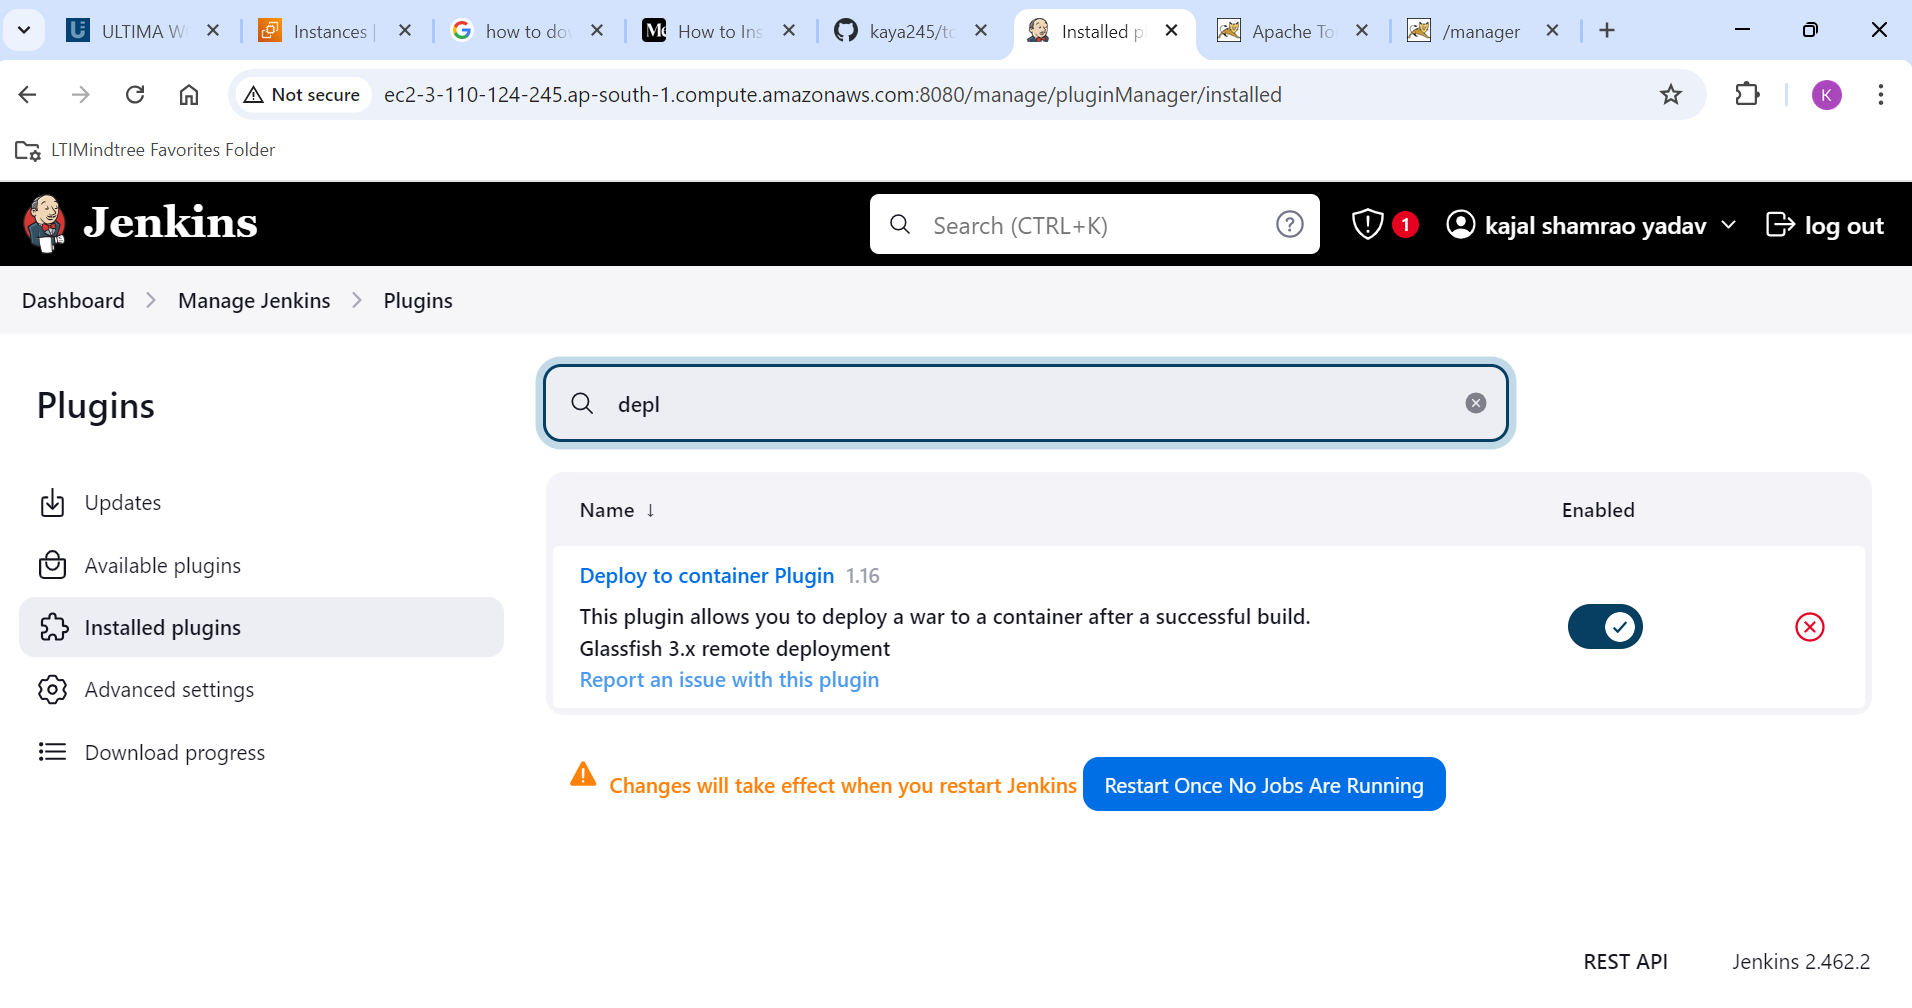 ULTIMA W
Instances
how to do
How to Ins
kaya245/to
Installed p
Apache To
/manager
Not secure
ec2-3-110-124-245.ap-south-1.compute.amazonaws.com:8080/manage/pluginManager/installed
K
LTIMindtree Favorites Folder
Jenkins
Search (CTRL+K)
1
kajal shamrao yadav
log out
Dashboard
Manage Jenkins
Plugins
Plugins
depl
Updates
Available plugins
Installed plugins
Advanced settings
Download progress
Name ↓
Enabled
Deploy to container Plugin 1.16
This plugin allows you to deploy a war to a container after a successful build.
Glassfish 3.x remote deployment
Report an issue with this plugin
Changes will take effect when you restart Jenkins
Restart Once No Jobs Are Running
REST API
Jenkins 2.462.2